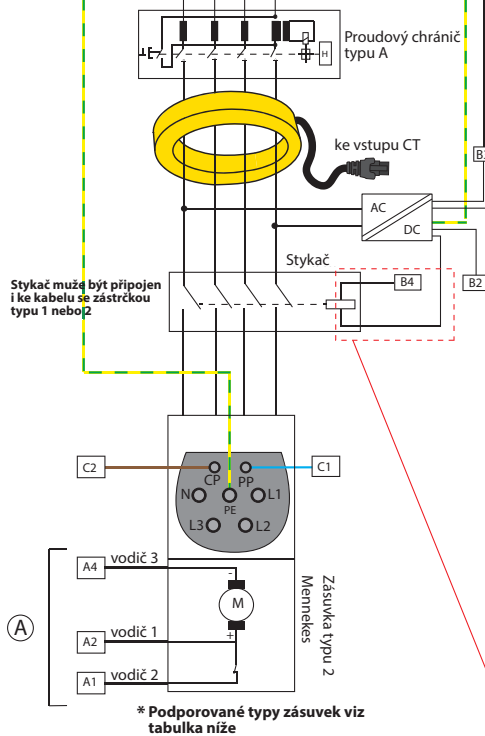 H
Proudový chránič
typu A
ke vstupu CT
AC
DC
B2
Stykač
B4
Stykač muže být připojen
i ke kabelu se zástrčkou
typu 1 nebo 2
C2
C1
CP
PP
N
PE
L1
L3
L2
A
A4
vodič 3
-
M
+
A2
vodič 1
A1
vodič 2
Zásuvka typu 2
Mennekes
* Podporované typy zásuvek viz
tabulka níže